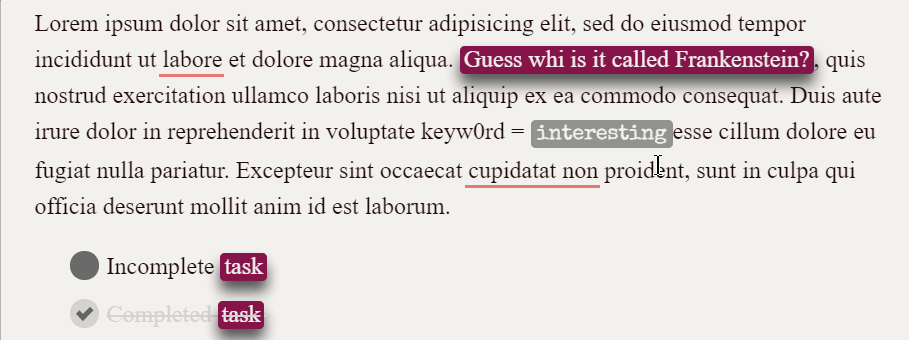 Lorem ipsum dolor sit amet, consectetur adipisicing elit, sed do eiusmod tempor
incididunt ut labore et dolore magna aliqua. Guess whi is it called Frankenstein?, quis
nostrud exercitation ullamco laboris nisi ut aliquip ex ea commodo consequat. Duis aute
irure dolor in reprehenderit in voluptate keyw0rd = interesting esse cillum dolore eu
fugiat nulla pariatur. Excepteur sint occaecat cupidatat non proident, sunt in culpa qui
officia deserunt mollit anim id est laborum.
Incomplete task
Completed task